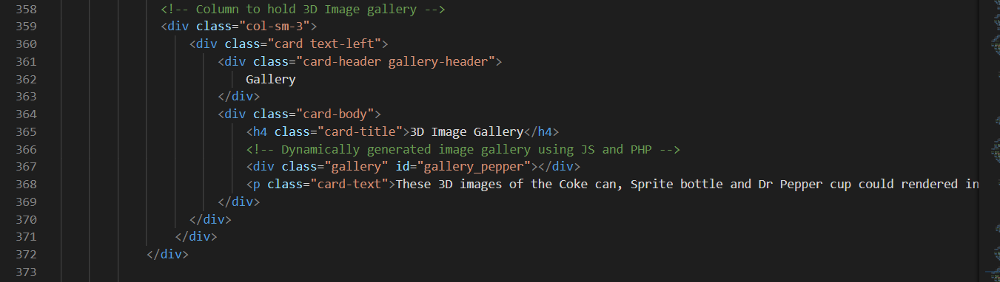 358 <!-- Column to hold 3D Image gallery -->
359 <div class="col-sm-3">
360 <div class="card text-left">
361 <div class="card-header gallery-header">
362 Gallery
363 </div>
364 <div class="card-body">
365 <h4 class="card-title">3D Image Gallery</h4>
366 <!-- Dynamically generated image gallery using JS and PHP -->
367 <div class="gallery" id="gallery_pepper"></div>
368 <p class="card-text">These 3D images of the Coke can, Sprite bottle and Dr Pepper cup could rendered in
369 </div>
370 </div>
371 </div>
372 </div>
373